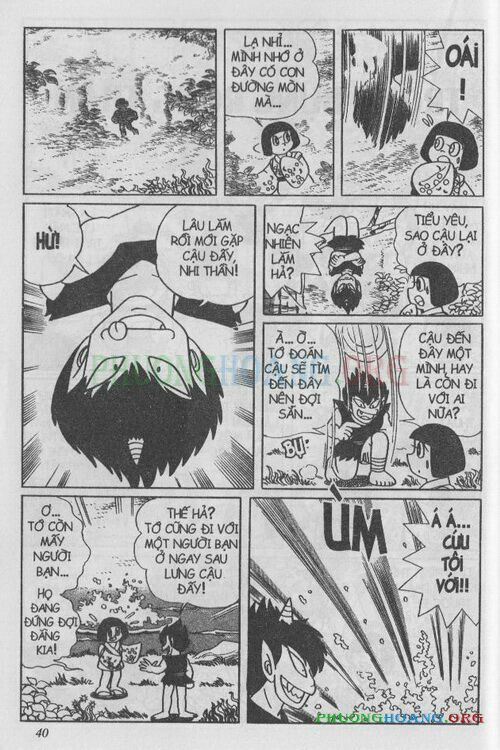 LẠ NHỈ...
MÌNH NHỚ Ở
ĐÂY CÓ CON
ĐƯỜNG MÒN
MÀ...
OÁI
!
HỪ!
LÂU LẮM
RỒI MỚI GẶP
CẬU ĐẤY,
NHI THẦN!
NGẠC
NHIÊN
LẮM
HẢ?
TIỂU YÊU,
SAO CẬU LẠI
Ở ĐÂY?
PHUONGHOANG.ORG
À... Ờ...
TỚ ĐOÁN
CẬU SẼ TÌM
ĐẾN ĐÂY
NÊN ĐỢI
SẴN...
CẬU ĐẾN
ĐÂY MỘT
MÌNH, HAY
LÀ CÒN ĐI
VỚI AI
NỮA?
BỤP
Ơ...
TỚ CÒN
MẤY
NGƯỜI
BẠN...
HỌ
ĐANG
ĐỨNG ĐỢI
ĐẰNG
KIA!
THẾ HẢ?
TỚ CŨNG ĐI VỚI
MỘT NGƯỜI BẠN
Ở NGAY SAU
LƯNG CẬU
ĐẤY!
ÙM
Á Á...
CỨU
TÔI
VỚI!!
40
PHUONGHOANG.ORG